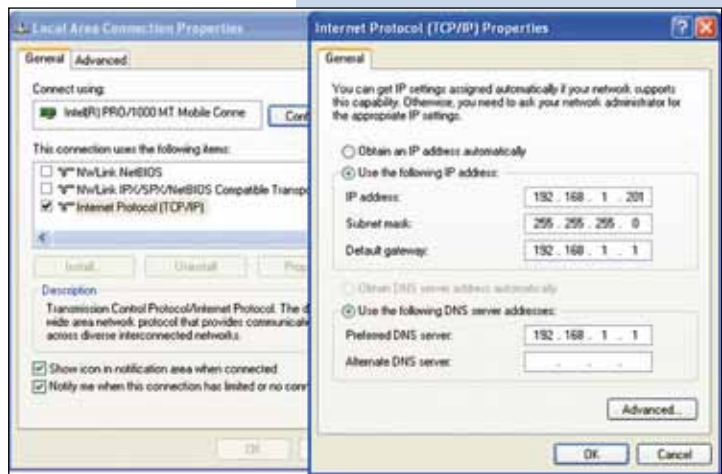 Local Area Connection Properties
General Advanced
Connect using:
Intel(R) PRO/1000 MT Mobile Conne
Conf
This connection uses the following items:
NWLink NetBIOS
NWLink IPX/SPX/NetBIOS Compatible Transpo
Internet Protocol (TCP/IP)
Install...
Uninstall
Prop
Description
Transmission Control Protocol/Internet Protocol. The d
wide area network protocol that provides communicati
across diverse interconnected networks.
Show icon in notification area when connected
Notify me when this connection has limited or no conn
OK
Internet Protocol (TCP/IP) Properties
General
You can get IP settings assigned automatically if your network supports
this capability. Otherwise, you need to ask your network administrator for
the appropriate IP settings.
Obtain an IP address automatically
Use the following IP address:
IP address: 192 . 168 . 1 . 201
Subnet mask: 255 . 255 . 255 . 0
Default gateway: 192 . 168 . 1 . 1
Obtain DNS server address automatically
Use the following DNS server addresses:
Preferred DNS server: 192 . 168 . 1 . 1
Alternate DNS server: . . .
Advanced...
OK Cancel